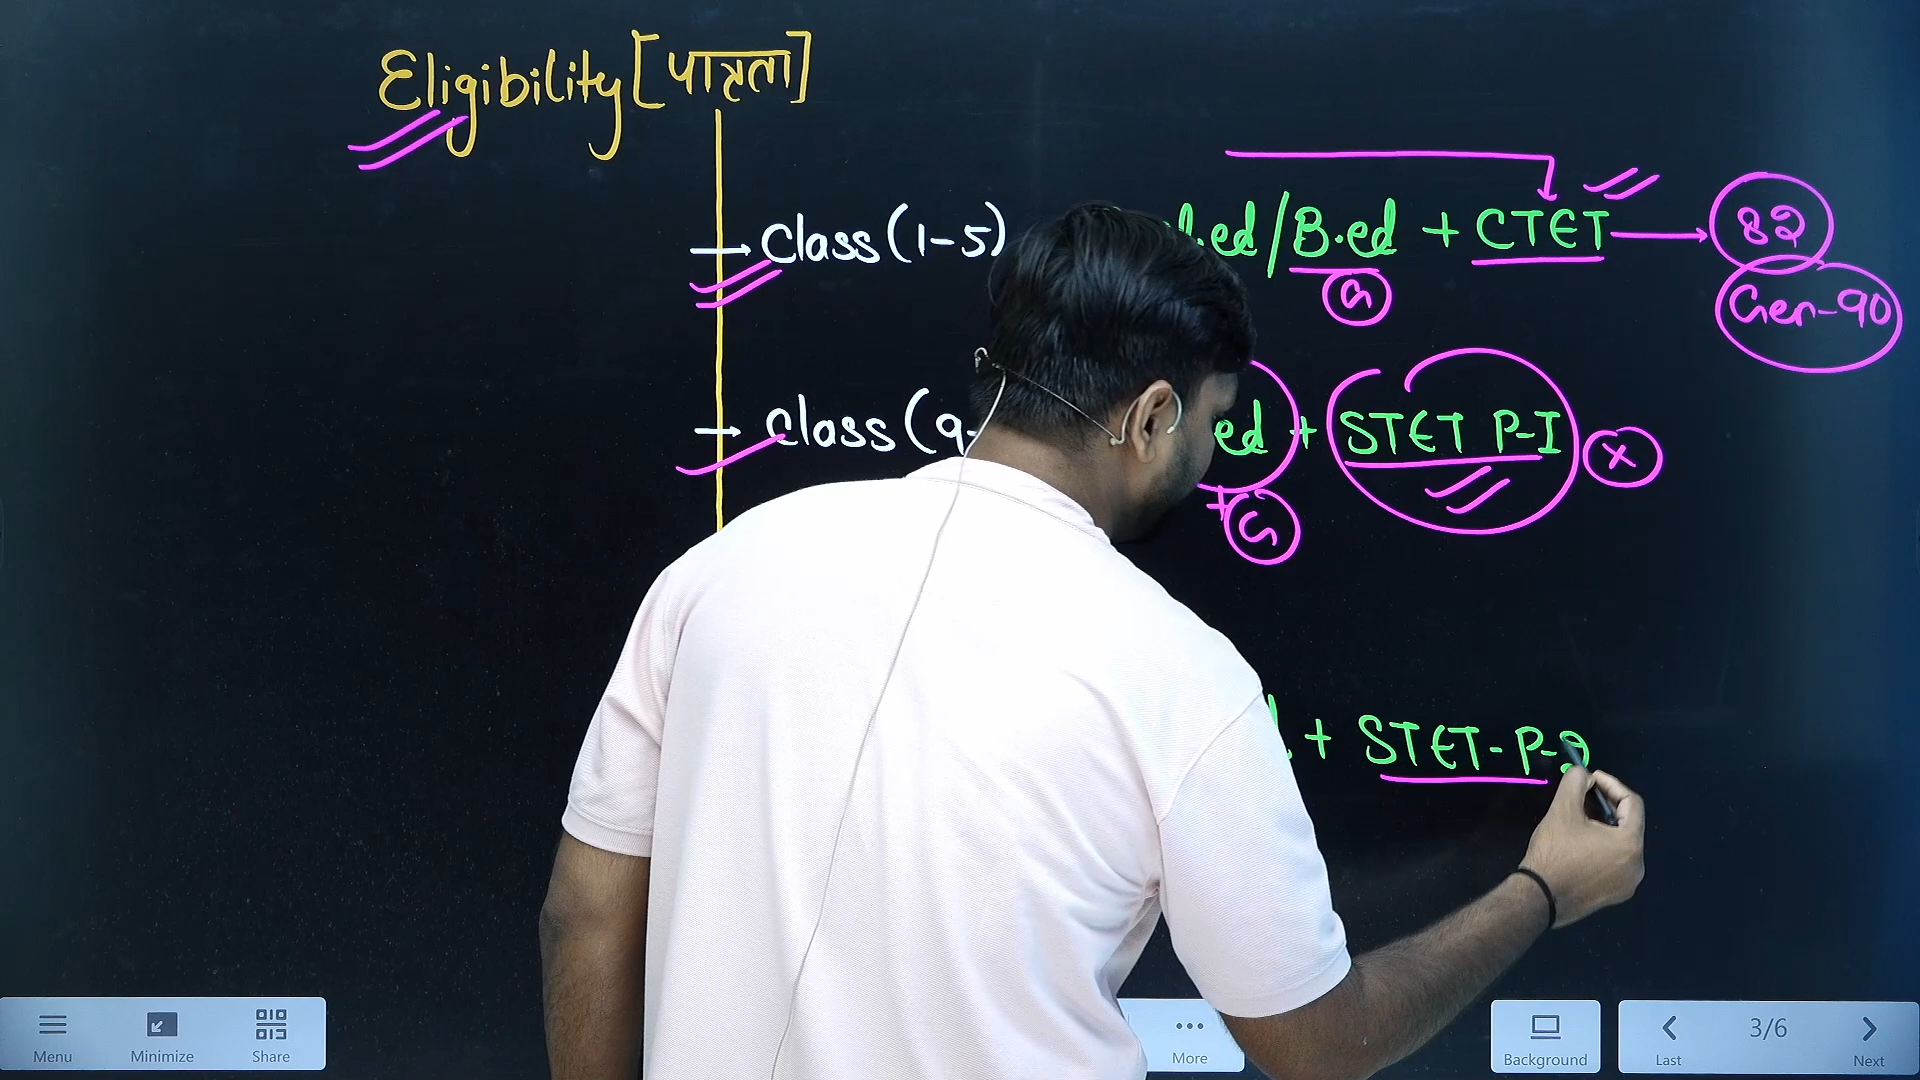 Eligibility [पात्रता]
Class (1-5) .ed / B.ed + CTET 82
G Gen-90
Class (9- ed + STET P-I X
+ G
+ STET-P-2
Menu Minimize Share More Background Last 3/6 Next